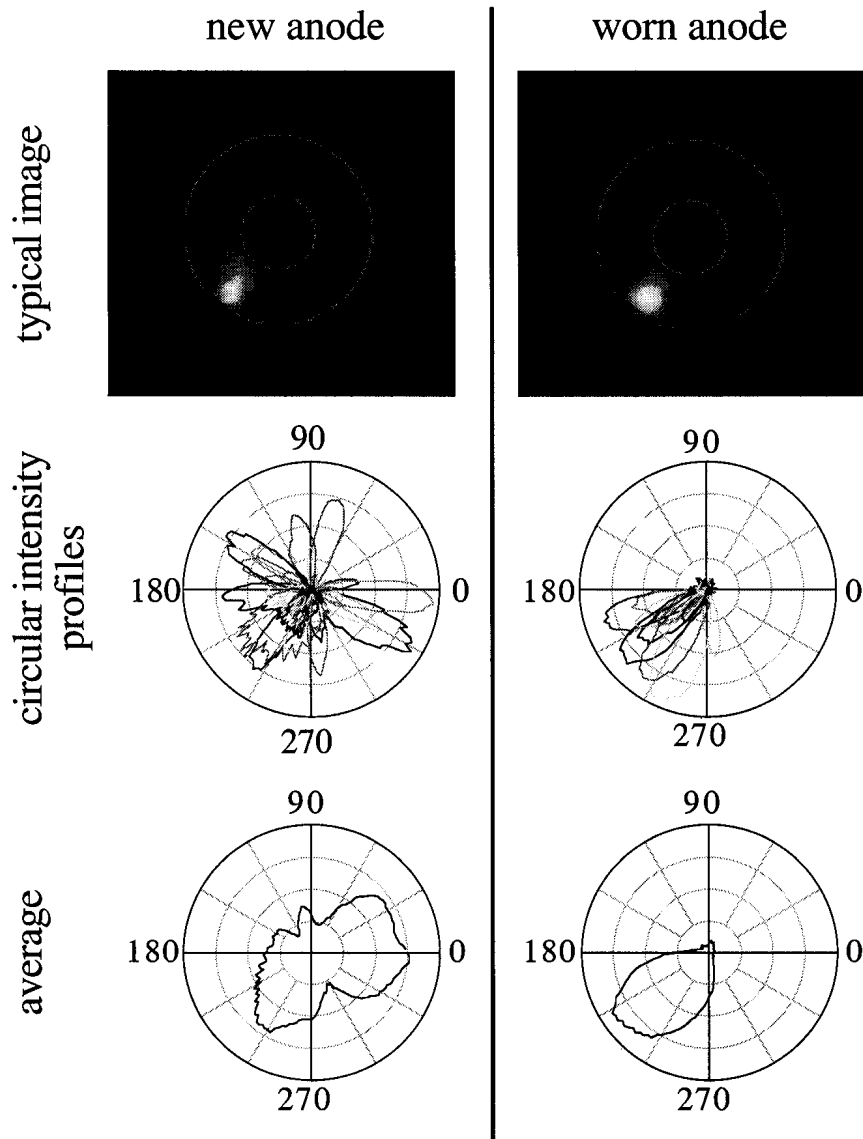 new anode
worn anode
typical image
circular intensity
profiles
90
180
0
270
90
180
0
270
average
90
180
0
270
90
180
0
270